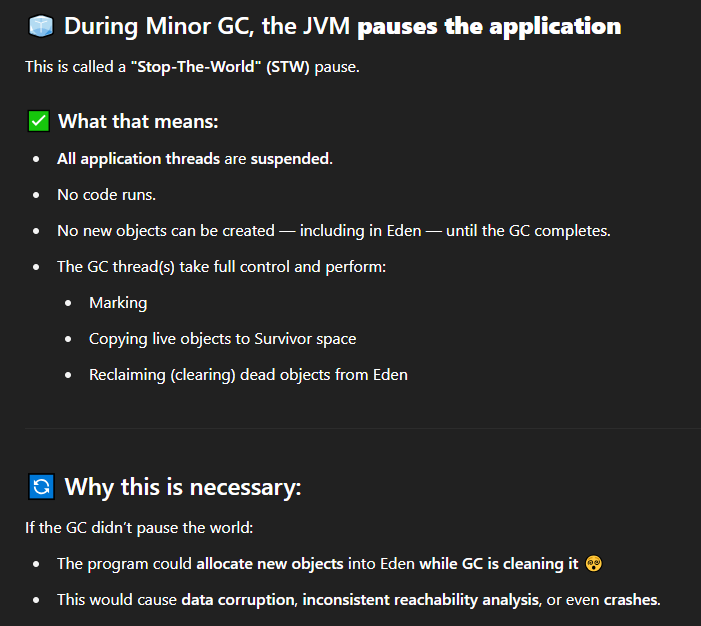 🧊 During Minor GC, the JVM pauses the application
This is called a "Stop-The-World" (STW) pause.
✅ What that means:
• All application threads are suspended.
• No code runs.
• No new objects can be created — including in Eden — until the GC completes.
• The GC thread(s) take full control and perform:
• Marking
• Copying live objects to Survivor space
• Reclaiming (clearing) dead objects from Eden
🔄 Why this is necessary:
If the GC didn't pause the world:
• The program could allocate new objects into Eden while GC is cleaning it 😵
• This would cause data corruption, inconsistent reachability analysis, or even crashes.